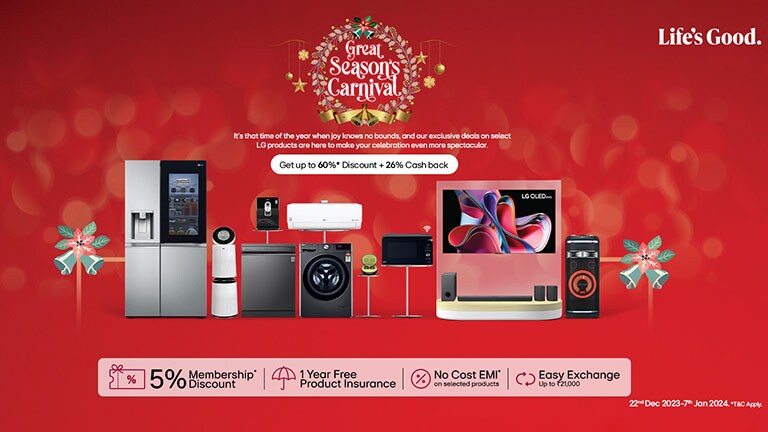 Life's Good.
Great
Season's
Carnival
It's that time of the year when joy knows no bounds, and our exclusive deals on select
LG products are here to make your celebration even more spectacular.
Get up to 60%* Discount + 26% Cash back
LG OLED evo
% 5% Membership*
Discount
1 Year Free
Product Insurance
% No Cost EMI*
on selected products
Easy Exchange
Up to ₹21,000
22nd Dec 2023-7th Jan 2024. *T&C Apply.